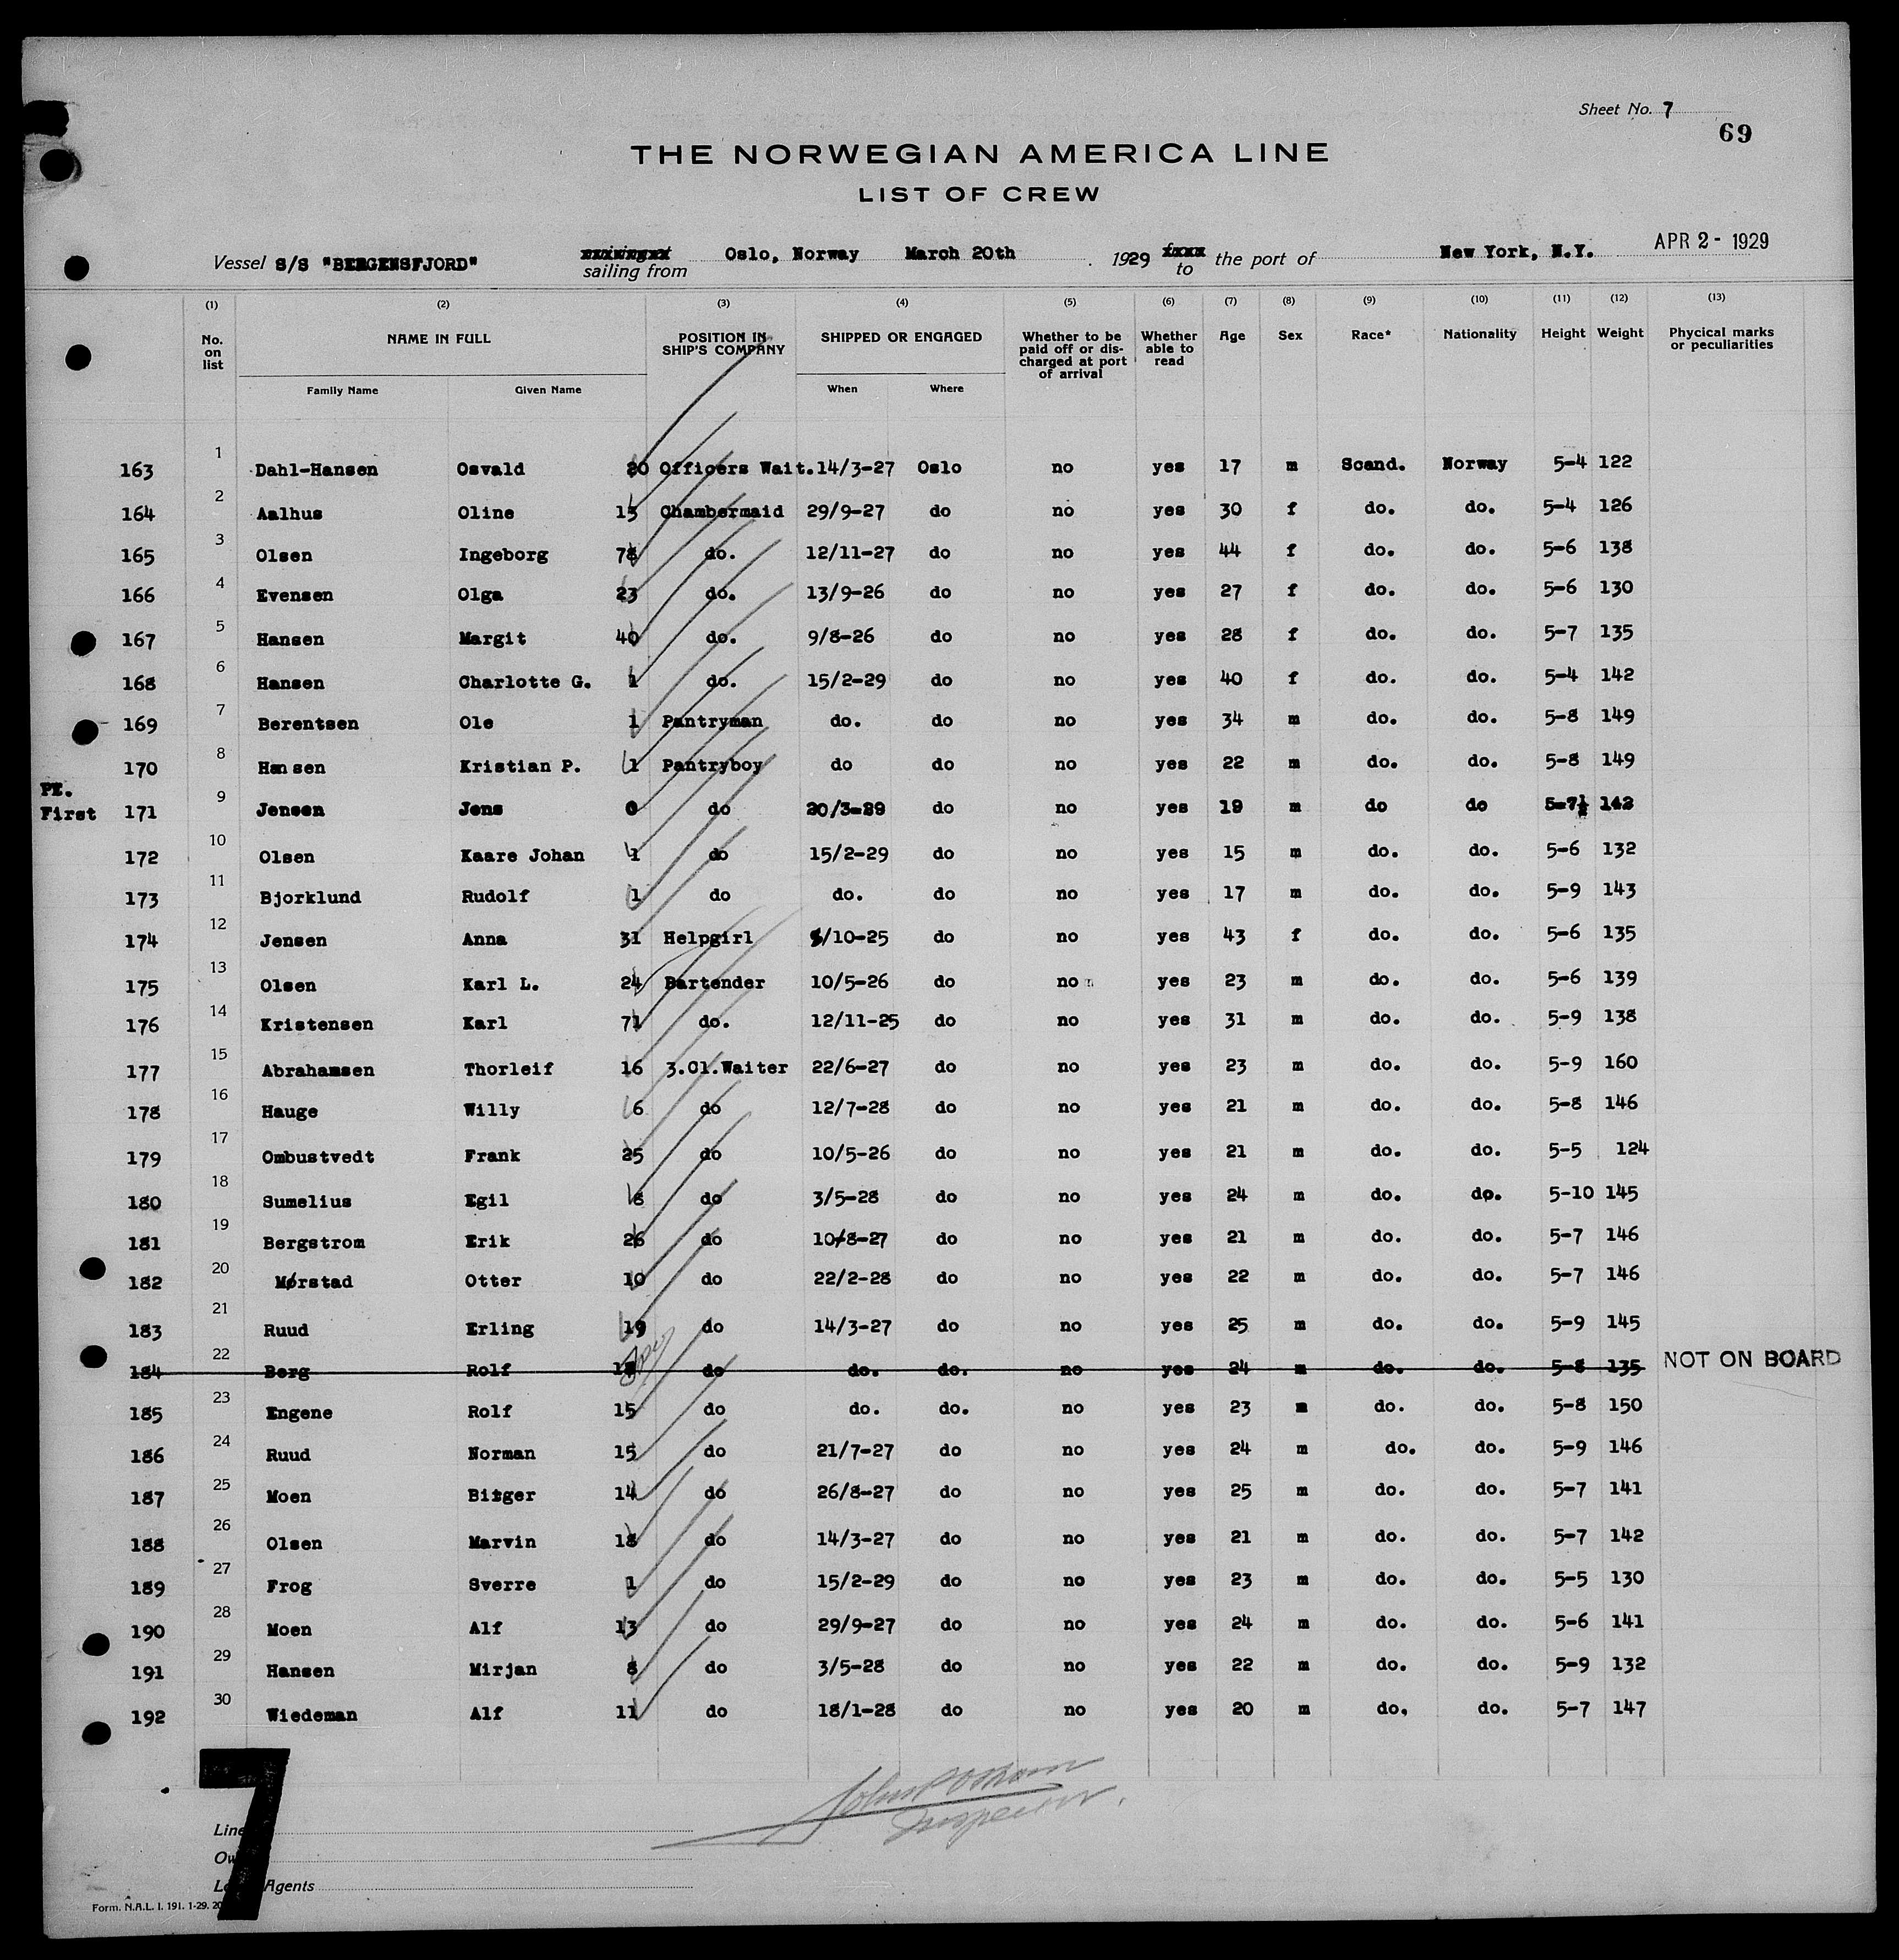 Sheet No. 7
69
THE NORWEGIAN AMERICA LINE
LIST OF CREW
Vessel S/S "BERGENSFJORD" sailing from Oslo, Norway March 20th 1929 to the port of New York, N.Y. APR 2 - 1929
(1) (2) (3) (4) (5) (6) (7) (8) (9) (10) (11) (12) (13)
No. on list NAME IN FULL POSITION IN SHIP'S COMPANY SHIPPED OR ENGAGED Whether to be paid off or discharged at port of arrival Whether able to read Age Sex Race* Nationality Height Weight Phycical marks or peculiarities
Family Name Given Name When Where
163 1 Dahl-Hansen Osvald 20 Officers Wait. 14/3-27 Oslo no yes 17 m Scand. Norway 5-4 122
164 2 Aalhus Oline 15 Chambermaid 29/9-27 do no yes 30 f do. do. 5-4 126
165 3 Olsen Ingeborg 78 do. 12/11-27 do no yes 44 f do. do. 5-6 138
166 4 Evensen Olga 23 do. 13/9-26 do no yes 27 f do. do. 5-6 130
167 5 Hansen Margit 40 do. 9/8-26 do no yes 28 f do. do. 5-7 135
168 6 Hansen Charlotte G. 1 do. 15/2-29 do no yes 40 f do. do. 5-4 142
169 7 Berentsen Ole 1 Pantryman do. do no yes 34 m do. do. 5-8 149
170 8 Hansen Kristian P. 1 Pantryboy do do no yes 22 m do. do. 5-8 149
PT. First 171 9 Jensen Jens 0 do 20/3-29 do no yes 19 m do do 5-7½ 142
172 10 Olsen Kaare Johan 1 do 15/2-29 do no yes 15 m do. do. 5-6 132
173 11 Bjorklund Rudolf 1 do do. do no yes 17 m do. do. 5-9 143
174 12 Jensen Anna 31 Helpgirl /10-25 do no yes 43 f do. do. 5-6 135
175 13 Olsen Karl L. 24 Bartender 10/5-26 do no yes 23 m do. do. 5-6 139
176 14 Kristensen Karl 71 do. 12/11-25 do no yes 31 m do. do. 5-9 138
177 15 Abrahamsen Thorleif 16 3.Cl.Waiter 22/6-27 do no yes 23 m do. do. 5-9 160
178 16 Hauge Willy 6 do 12/7-28 do no yes 21 m do. do. 5-8 146
179 17 Ombustvedt Frank 25 do 10/5-26 do no yes 21 m do. do. 5-5 124
180 18 Sumelius Egil 8 do 3/5-28 do no yes 24 m do. do. 5-10 145
181 19 Bergstrom Erik 26 do 10/8-27 do no yes 21 m do. do. 5-7 146
182 20 Mørstad Otter 10 do 22/2-28 do no yes 22 m do. do. 5-7 146
183 21 Ruud Erling 19 do 14/3-27 do no yes 25 m do. do. 5-9 145
184 22 Berg Rolf do do. do. no yes 24 m do. do. 5-8 135 NOT ON BOARD
185 23 Engene Rolf 15 do do. do. no yes 23 m do. do. 5-8 150
186 24 Ruud Norman 15 do 21/7-27 do no yes 24 m do. do. 5-9 146
187 25 Moen Birger 14 do 26/8-27 do no yes 25 m do. do. 5-7 141
188 26 Olsen Marvin 18 do 14/3-27 do no yes 21 m do. do. 5-7 142
189 27 Frog Sverre 1 do 15/2-29 do no yes 23 m do. do. 5-5 130
190 28 Moen Alf 13 do 29/9-27 do no yes 24 m do. do. 5-6 141
191 29 Hansen Mirjan 8 do 3/5-28 do no yes 22 m do. do. 5-9 132
192 30 Wiedeman Alf 11 do 18/1-28 do no yes 20 m do. do. 5-7 147
7
Inspector.
Line
Agents
Form. N.A.L. I. 191. 1-29.